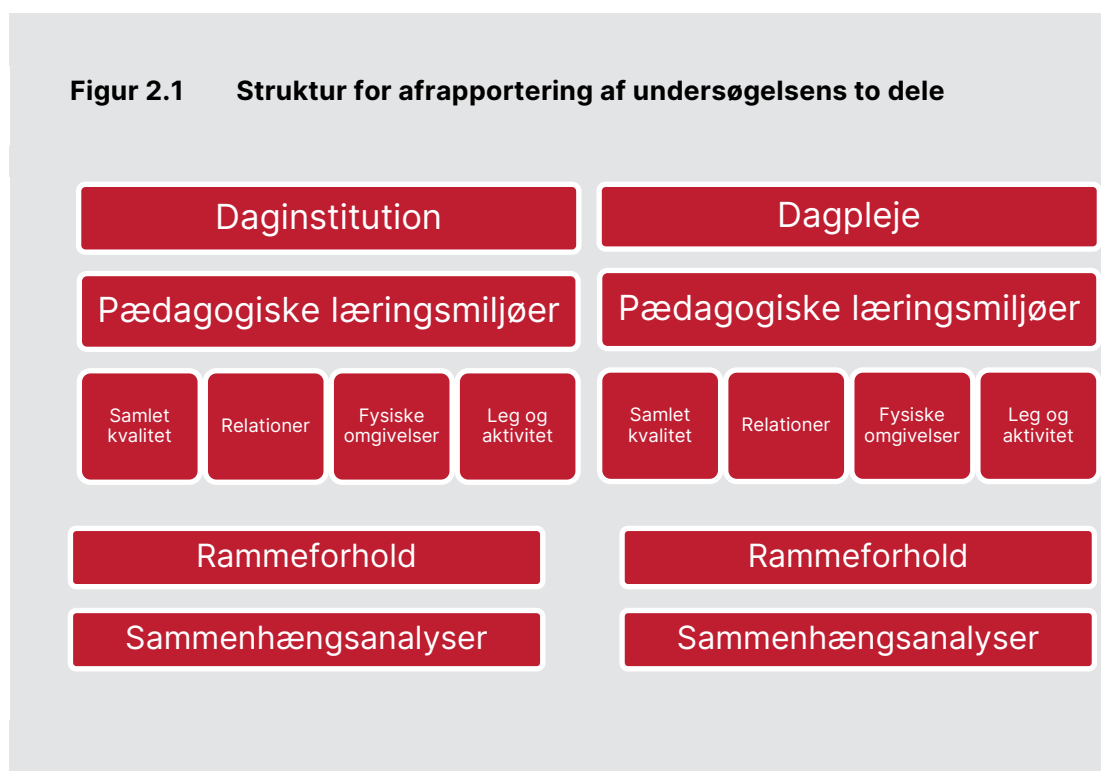 Figur 2.1 Struktur for afrapportering af undersøgelsens to dele
Daginstitution
Pædagogiske læringsmiljøer
Samlet
kvalitet
Relationer
Fysiske
omgivelser
Leg og
aktivitet
Rammeforhold
Sammenhængsanalyser
Dagpleje
Pædagogiske læringsmiljøer
Samlet
kvalitet
Relationer
Fysiske
omgivelser
Leg og
aktivitet
Rammeforhold
Sammenhængsanalyser